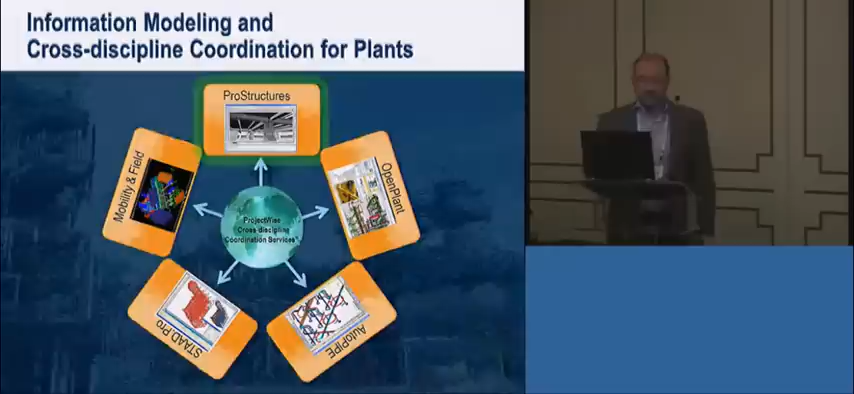 Information Modeling and
Cross-discipline Coordination for Plants
ProStructures
Mobility & Field
OpenPlant
ProjectWise
Cross-discipline
Coordination Services
STAAD.Pro
AutoPIPE